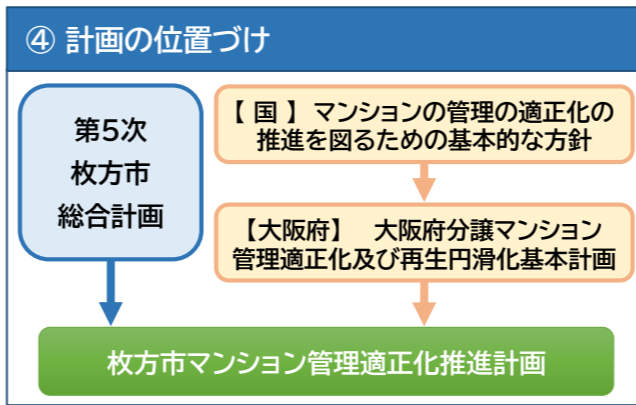 ④ 計画の位置づけ
第5次
枚方市
総合計画
【 国 】マンションの管理の適正化の
推進を図るための基本的な方針
【大阪府】 大阪府分譲マンション
管理適正化及び再生円滑化基本計画
枚方市マンション管理適正化推進計画